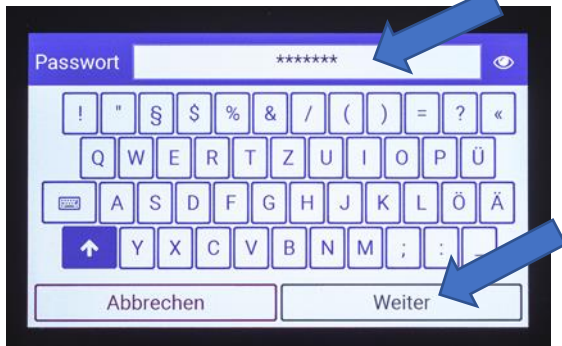 Passwort *******
! " § $ % & / ( ) = ? «
Q W E R T Z U I O P Ü
A S D F G H J K L Ö Ä
Y X C V B N M ; : _
Abbrechen Weiter